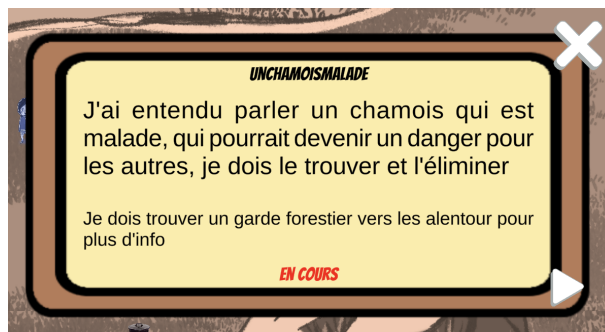 UNCHAMOISMALADE
J'ai entendu parler un chamois qui est
malade, qui pourrait devenir un danger pour
les autres, je dois le trouver et l'éliminer
Je dois trouver un garde forestier vers les alentour pour
plus d'info
EN COURS